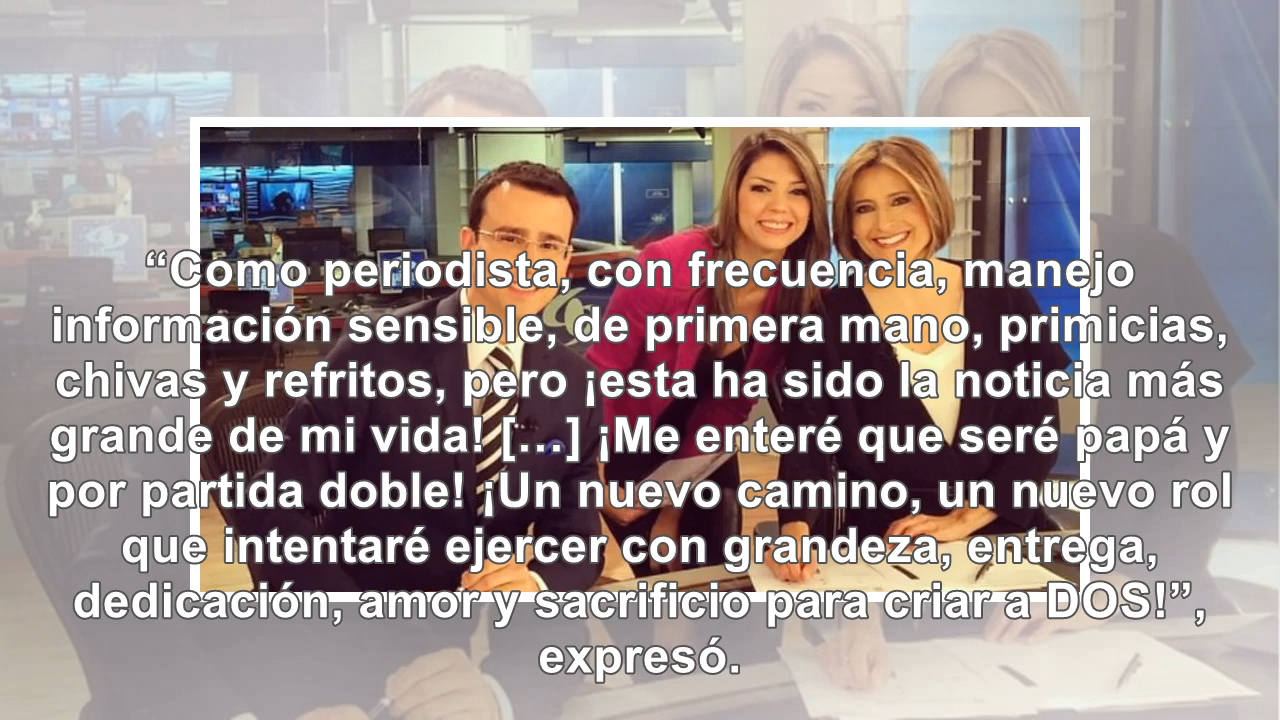 “Como periodista, con frecuencia, manejo
información sensible, de primera mano, primicias,
chivas y refritos, pero ¡esta ha sido la noticia más
grande de mi vida! [...] ¡Me enteré que seré papá y
por partida doble! ¡Un nuevo camino, un nuevo rol
que intentaré ejercer con grandeza, entrega,
dedicación, amor y sacrificio para criar a DOS!”,
expresó.